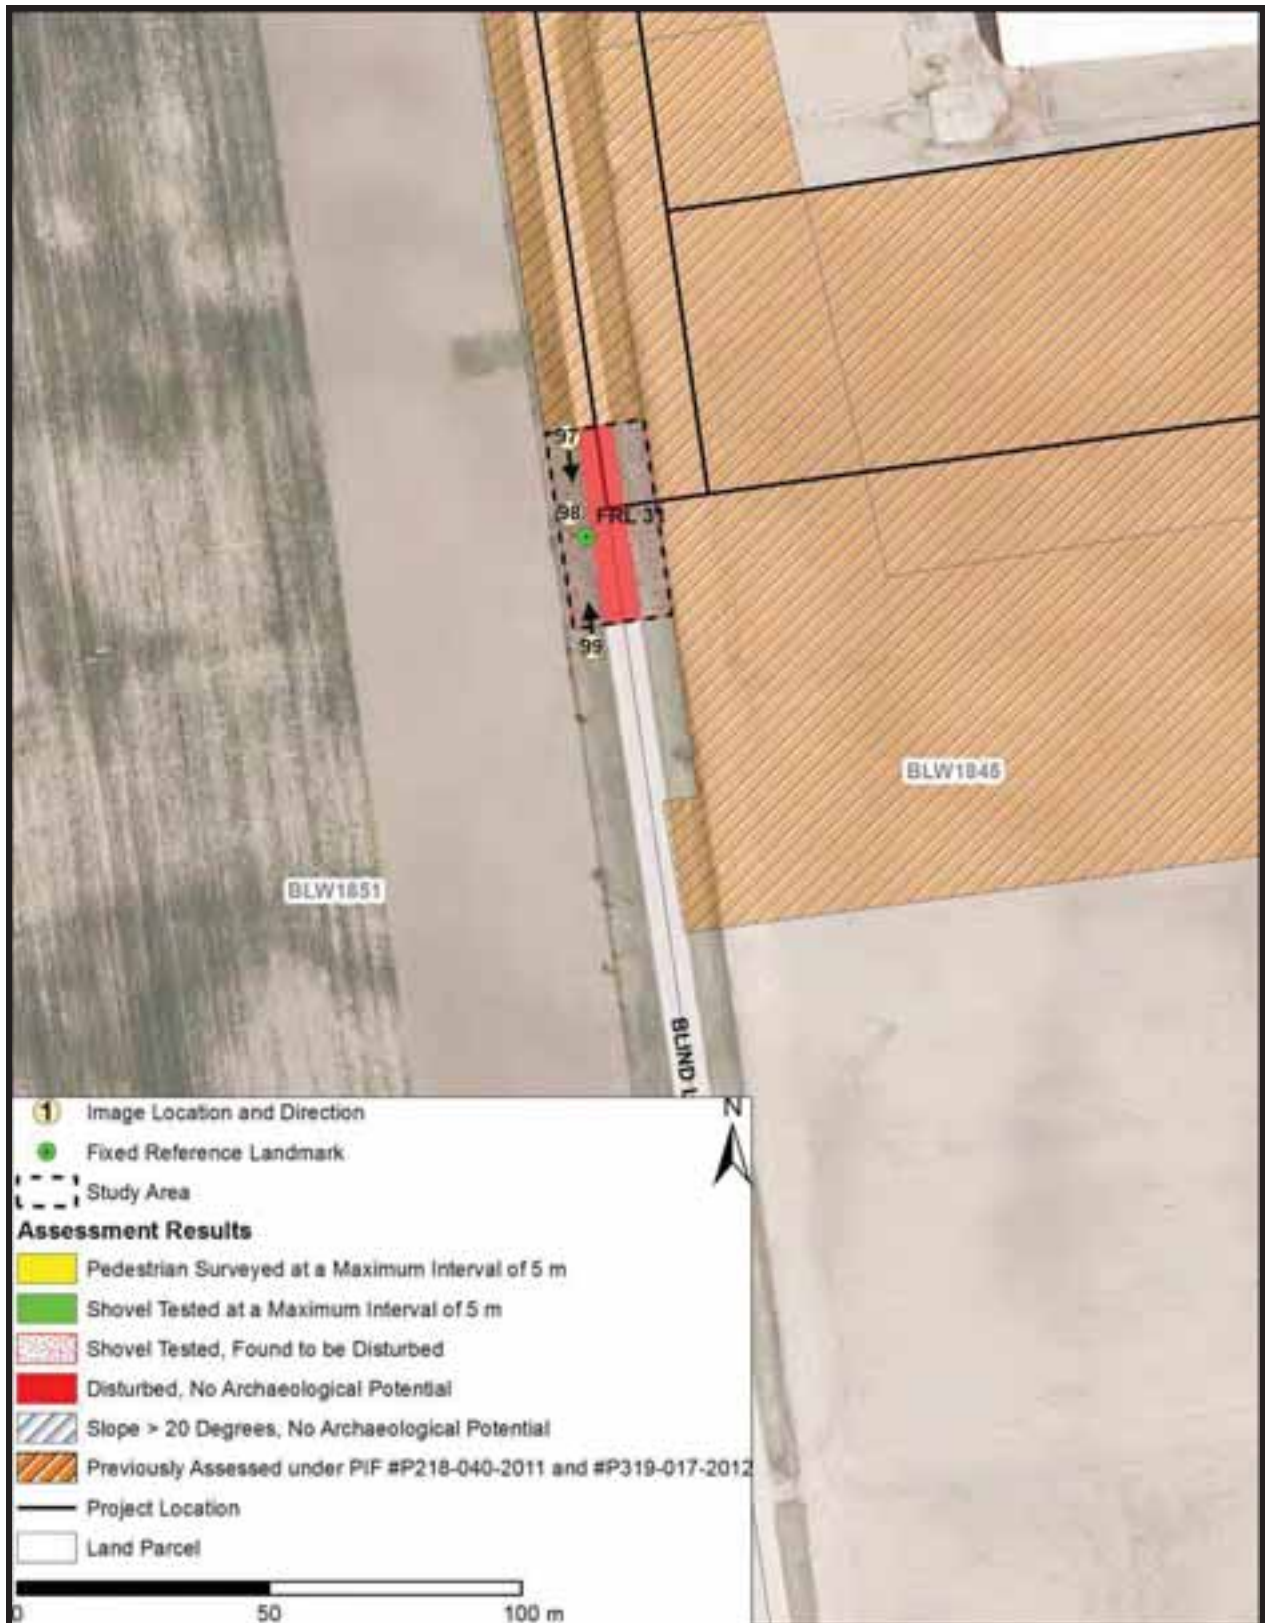 97
98
FRL 31
99
BLW1845
BLW1851
BLIND L
N
1 Image Location and Direction
Fixed Reference Landmark
Study Area
Assessment Results
Pedestrian Surveyed at a Maximum Interval of 5 m
Shovel Tested at a Maximum Interval of 5 m
Shovel Tested, Found to be Disturbed
Disturbed, No Archaeological Potential
Slope > 20 Degrees, No Archaeological Potential
Previously Assessed under PIF #P218-040-2011 and #P319-017-2012
Project Location
Land Parcel
0 50 100 m